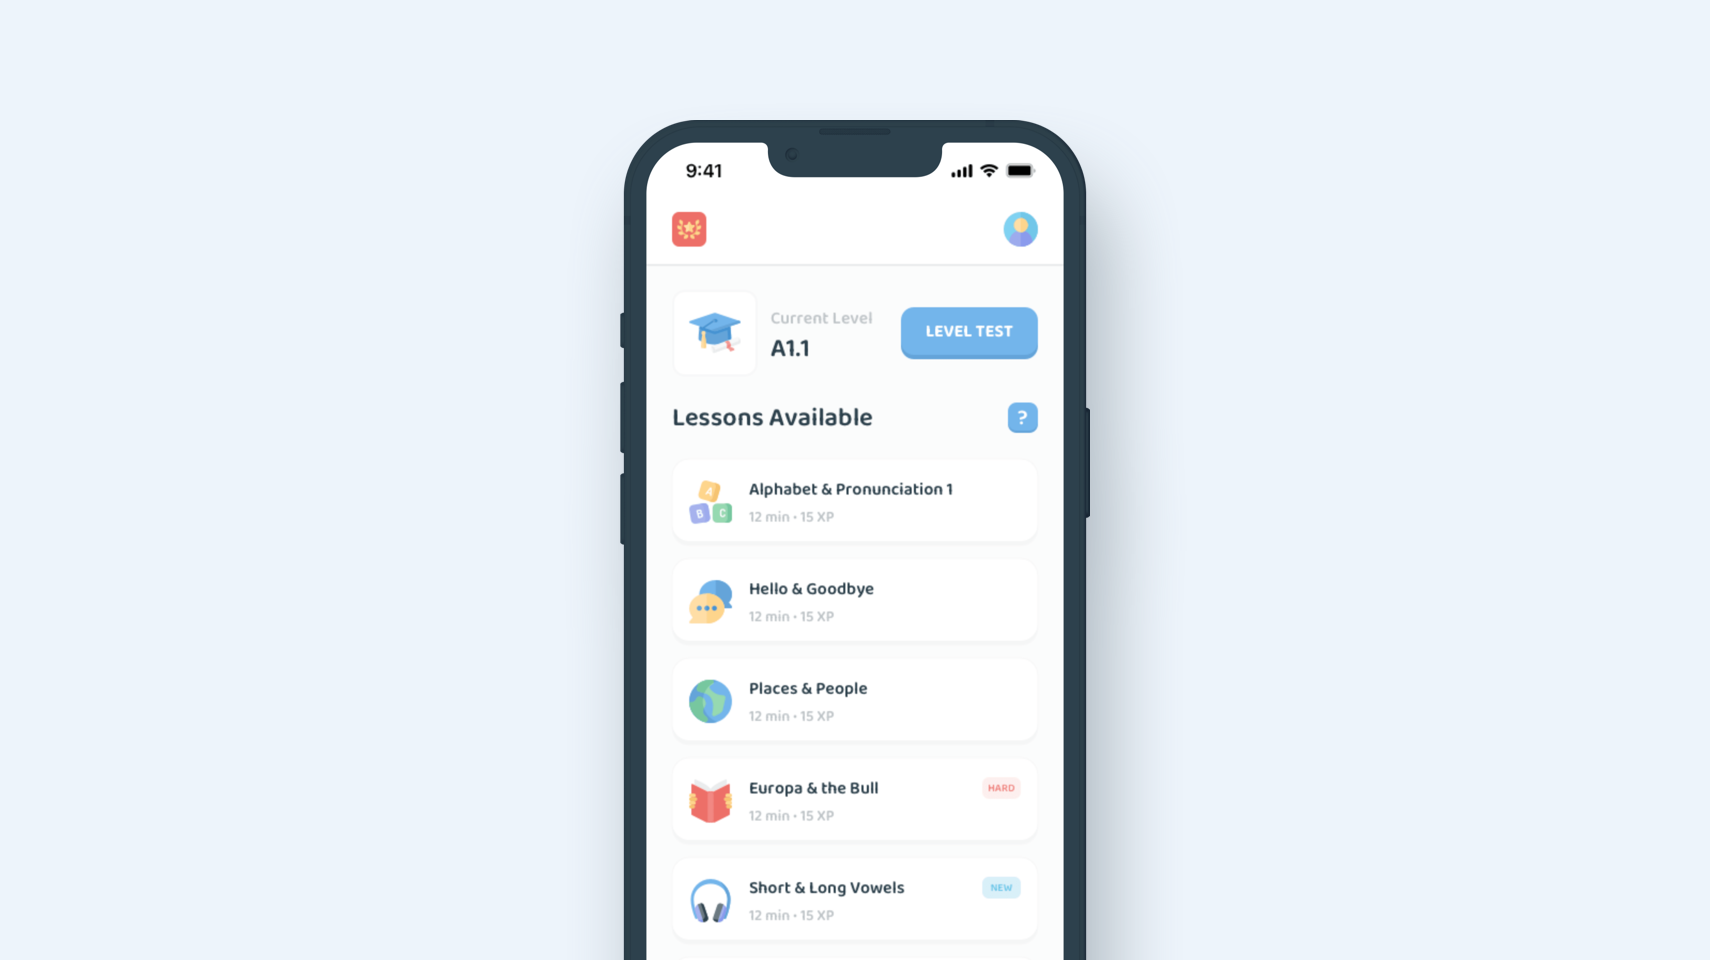 9:41
Current Level
A1.1
LEVEL TEST
Lessons Available
?
A
B C
Alphabet & Pronunciation 1
12 min • 15 XP
Hello & Goodbye
12 min • 15 XP
Places & People
12 min • 15 XP
Europa & the Bull
HARD
12 min • 15 XP
Short & Long Vowels
NEW
12 min • 15 XP